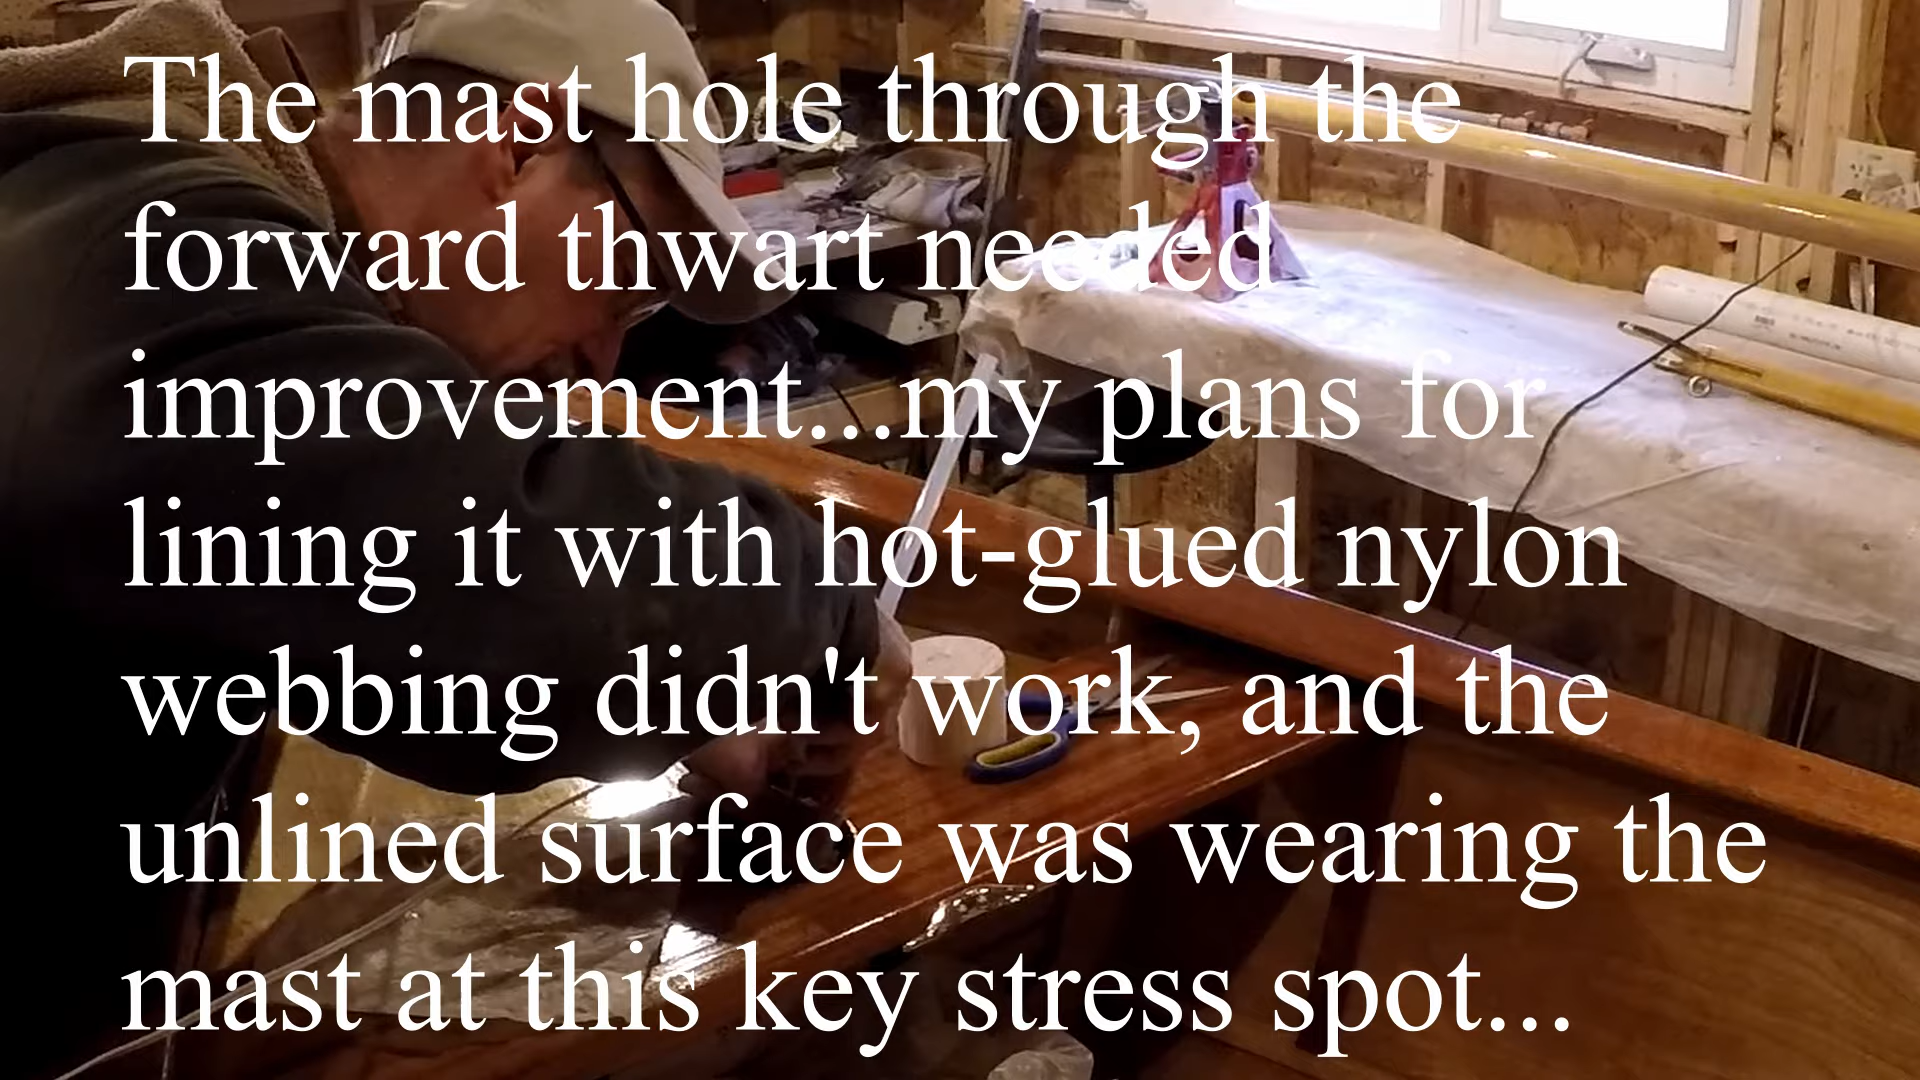 The mast hole through the
forward thwart needed
improvement...my plans for
lining it with hot-glued nylon
webbing didn't work, and the
unlined surface was wearing the
mast at this key stress spot...